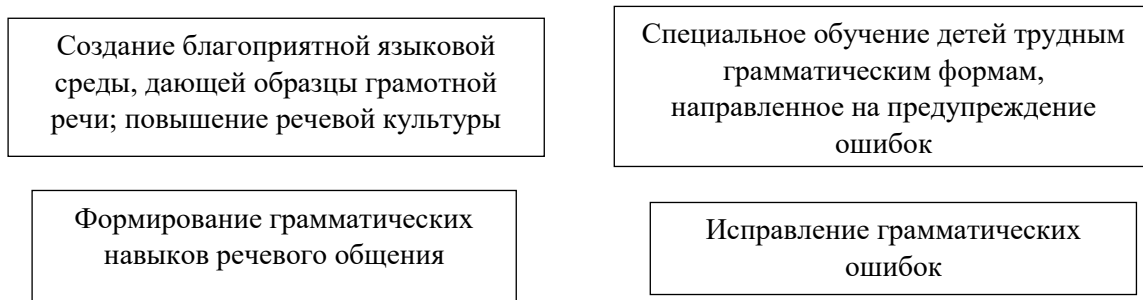 Создание благоприятной языковой
среды, дающей образцы грамотной
речи; повышение речевой культуры
Специальное обучение детей трудным
грамматическим формам,
направленное на предупреждение
ошибок
Формирование грамматических
навыков речевого общения
Исправление грамматических
ошибок